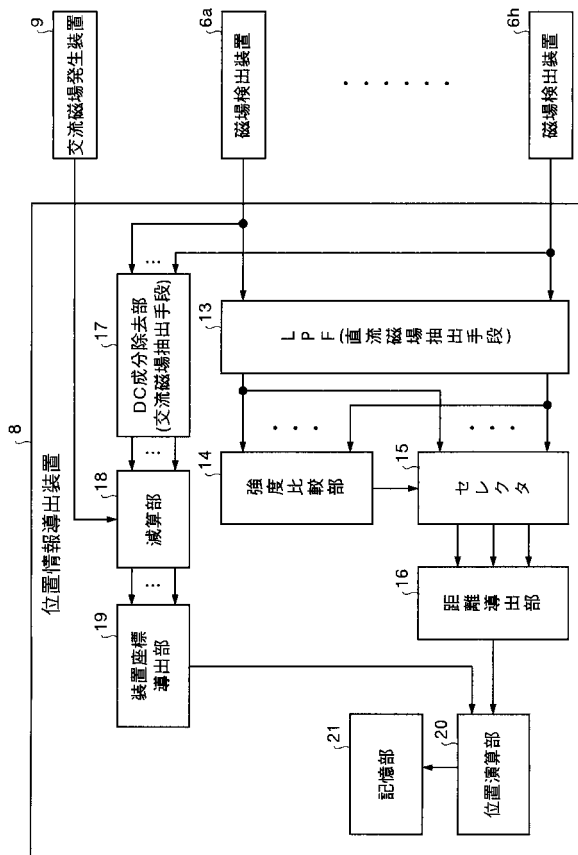 9
交流磁場発生装置
6a
磁場検出装置
・・・・・・
6h
磁場検出装置
8
位置情報導出装置
17
DC成分除去部
(交流磁場抽出手段)
13
LPF(直流磁場抽出手段)
18
減算部
14
強度比較部
15
セレクタ
16
距離導出部
19
装置座標
導出部
20
位置演算部
21
記憶部